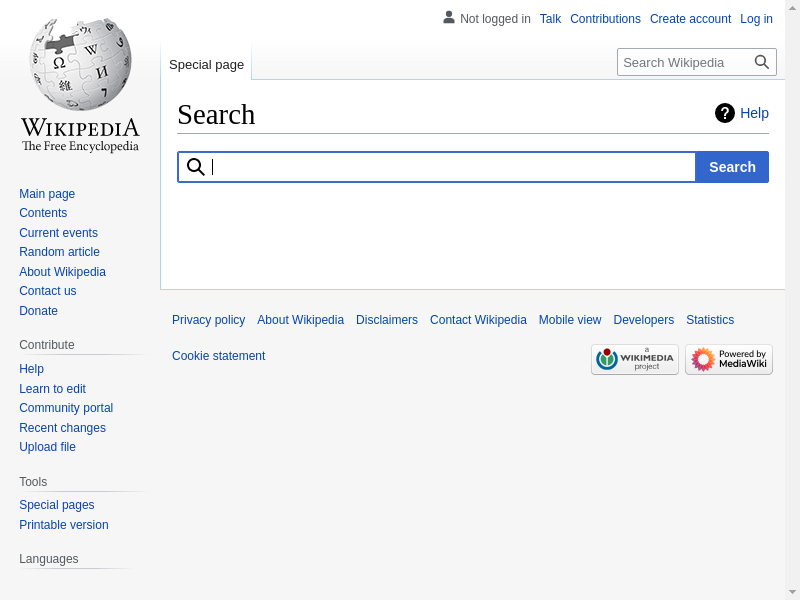 Not logged in Talk Contributions Create account Log in
Special page
Search Wikipedia
WIKIPEDIA
The Free Encyclopedia
Search
Help
Search
Main page
Contents
Current events
Random article
About Wikipedia
Contact us
Donate
Contribute
Help
Learn to edit
Community portal
Recent changes
Upload file
Tools
Special pages
Printable version
Languages
Privacy policy About Wikipedia Disclaimers Contact Wikipedia Mobile view Developers Statistics
Cookie statement
a
WIKIMEDIA
project
Powered by
MediaWiki